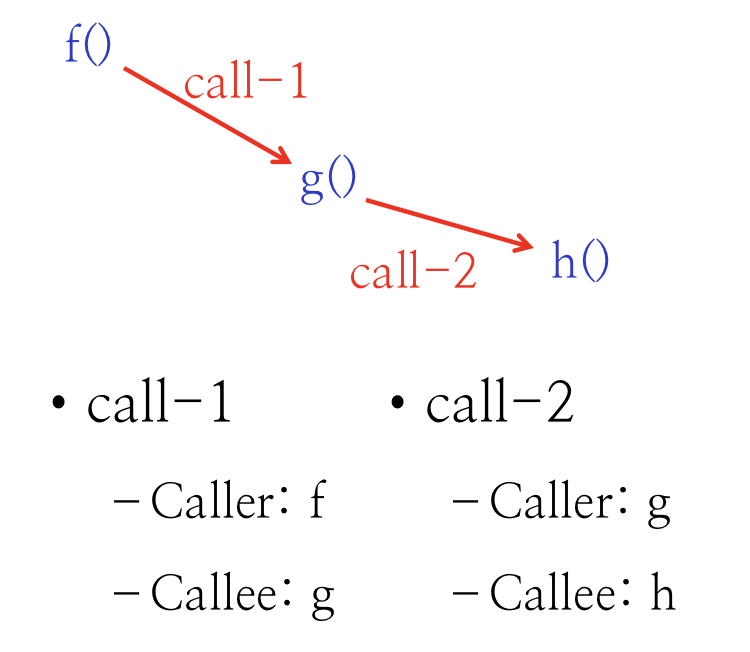 f()
call-1
g()
call-2
h()
• call-1
– Caller: f
– Callee: g
• call-2
– Caller: g
– Callee: h